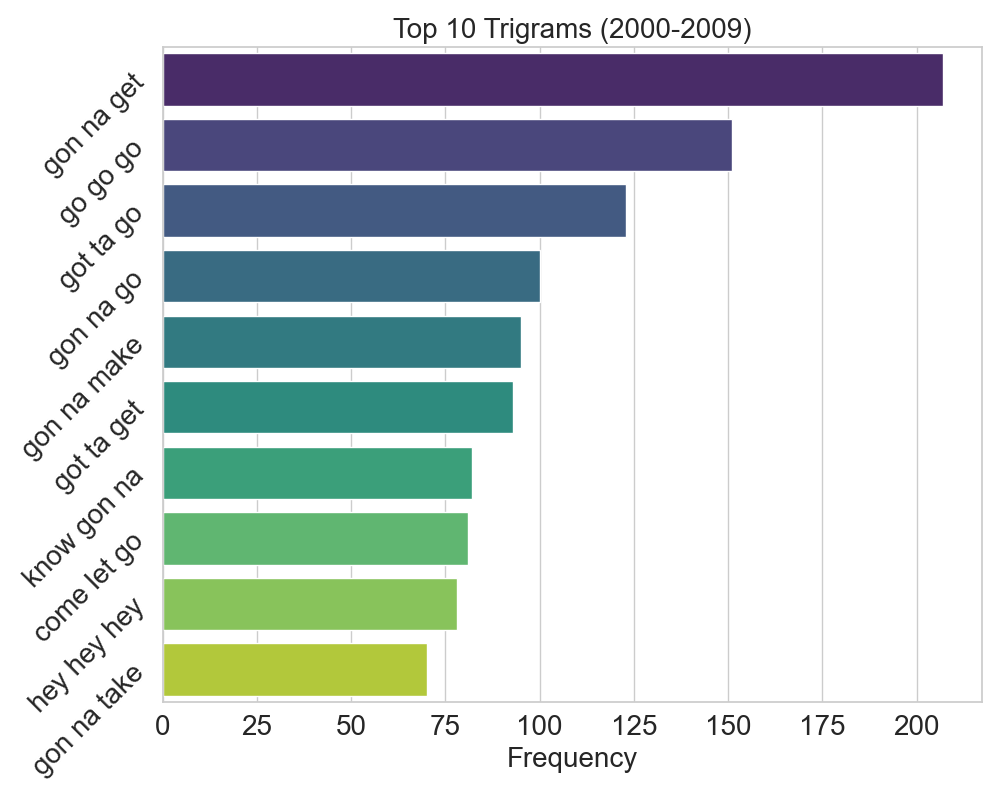 Top 10 Trigrams (2000-2009)
gon na get
go go go
got ta go
gon na go
gon na make
got ta get
know gon na
come let go
hey hey hey
gon na take
0 25 50 75 100 125 150 175 200
Frequency